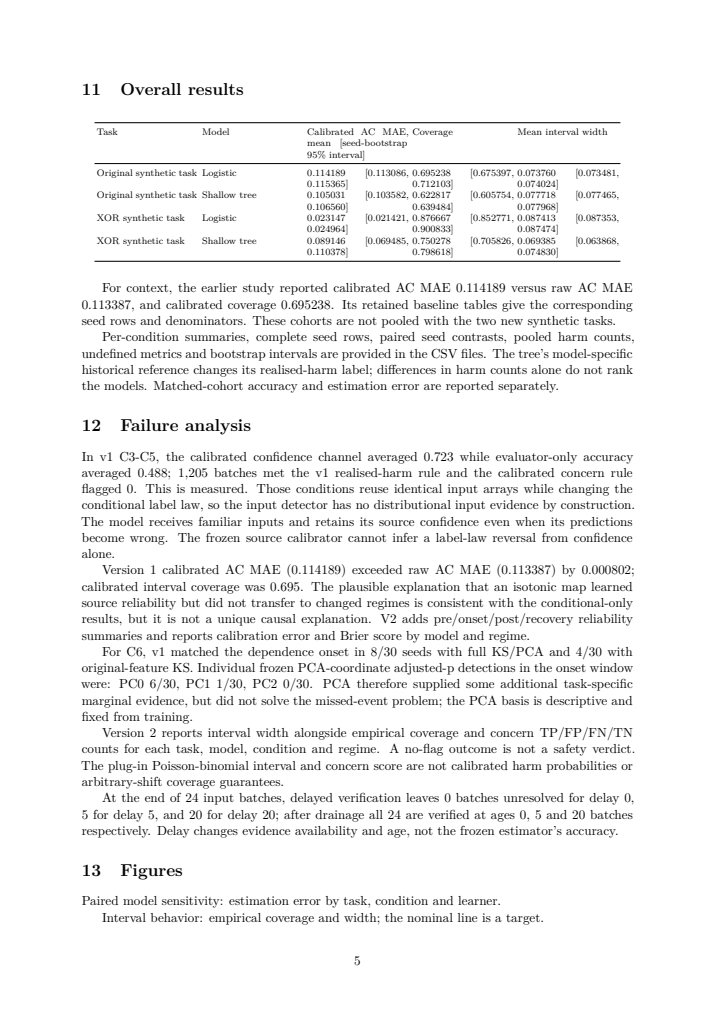 11 Overall results
Task Model Calibrated AC MAE, Coverage Mean interval width
mean [seed-bootstrap
95% interval]
Original synthetic task Logistic 0.114189 [0.113086, 0.695238 [0.675397, 0.073760 [0.073481,
0.115365] 0.712103] 0.074024]
Original synthetic task Shallow tree 0.105031 [0.103582, 0.622817 [0.605754, 0.077718 [0.077465,
0.106560] 0.639484] 0.077968]
XOR synthetic task Logistic 0.023147 [0.021421, 0.876667 [0.852771, 0.087413 [0.087353,
0.024964] 0.900833] 0.087474]
XOR synthetic task Shallow tree 0.089146 [0.069485, 0.750278 [0.705826, 0.069385 [0.063868,
0.110378] 0.798618] 0.074830]
For context, the earlier study reported calibrated AC MAE 0.114189 versus raw AC MAE
0.113387, and calibrated coverage 0.695238. Its retained baseline tables give the corresponding
seed rows and denominators. These cohorts are not pooled with the two new synthetic tasks.
Per-condition summaries, complete seed rows, paired seed contrasts, pooled harm counts,
undefined metrics and bootstrap intervals are provided in the CSV files. The tree's model-specific
historical reference changes its realised-harm label; differences in harm counts alone do not rank
the models. Matched-cohort accuracy and estimation error are reported separately.
12 Failure analysis
In v1 C3-C5, the calibrated confidence channel averaged 0.723 while evaluator-only accuracy
averaged 0.488; 1,205 batches met the v1 realised-harm rule and the calibrated concern rule
flagged 0. This is measured. Those conditions reuse identical input arrays while changing the
conditional label law, so the input detector has no distributional input evidence by construction.
The model receives familiar inputs and retains its source confidence even when its predictions
become wrong. The frozen source calibrator cannot infer a label-law reversal from confidence
alone.
Version 1 calibrated AC MAE (0.114189) exceeded raw AC MAE (0.113387) by 0.000802;
calibrated interval coverage was 0.695. The plausible explanation that an isotonic map learned
source reliability but did not transfer to changed regimes is consistent with the conditional-only
results, but it is not a unique causal explanation. V2 adds pre/onset/post/recovery reliability
summaries and reports calibration error and Brier score by model and regime.
For C6, v1 matched the dependence onset in 8/30 seeds with full KS/PCA and 4/30 with
original-feature KS. Individual frozen PCA-coordinate adjusted-p detections in the onset window
were: PC0 6/30, PC1 1/30, PC2 0/30. PCA therefore supplied some additional task-specific
marginal evidence, but did not solve the missed-event problem; the PCA basis is descriptive and
fixed from training.
Version 2 reports interval width alongside empirical coverage and concern TP/FP/FN/TN
counts for each task, model, condition and regime. A no-flag outcome is not a safety verdict.
The plug-in Poisson-binomial interval and concern score are not calibrated harm probabilities or
arbitrary-shift coverage guarantees.
At the end of 24 input batches, delayed verification leaves 0 batches unresolved for delay 0,
5 for delay 5, and 20 for delay 20; after drainage all 24 are verified at ages 0, 5 and 20 batches
respectively. Delay changes evidence availability and age, not the frozen estimator's accuracy.
13 Figures
Paired model sensitivity: estimation error by task, condition and learner.
Interval behavior: empirical coverage and width; the nominal line is a target.
5